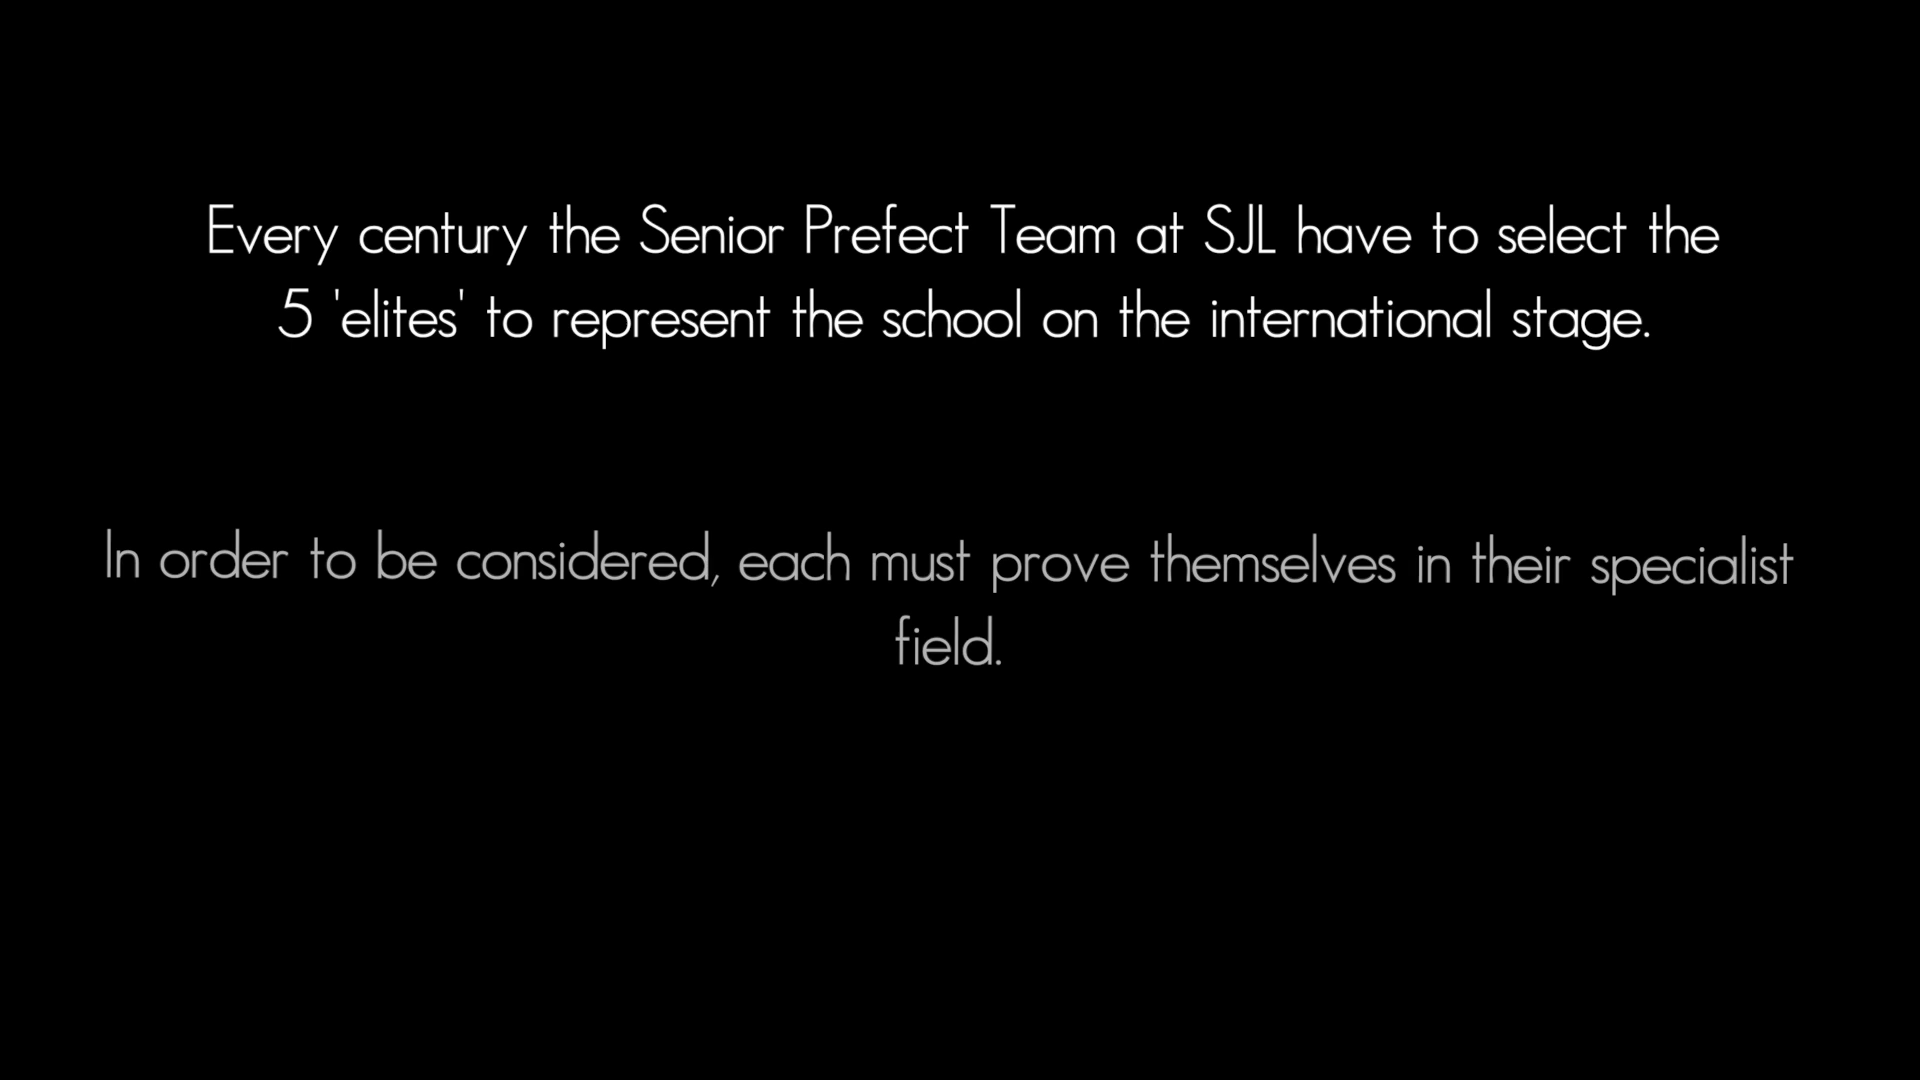 Every century the Senior Prefect Team at SJL have to select the
5 'elites' to represent the school on the international stage.
In order to be considered, each must prove themselves in their specialist
field.